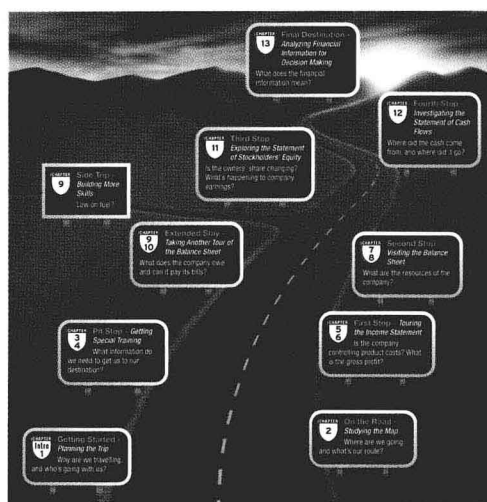 CHAPTER
13
Final Destination -
Analyzing Financial
Information for
Decision Making
What does the financial
information mean?
CHAPTER
12
Fourth Stop -
Investigating the
Statement of Cash
Flows
Where did the cash come
from, and where did it go?
CHAPTER
11
Third Stop -
Exploring the Statement
of Stockholders' Equity
Is the owners' share changing?
What's happening to company
earnings?
CHAPTER
9
Side Trip -
Building More
Skills
Low on fuel?
CHAPTER
9
10
Extended Stay -
Taking Another Tour of
the Balance Sheet
What does the company owe
and can it pay its bills?
CHAPTER
7
8
Second Stop -
Visiting the Balance
Sheet
What are the resources of the
company?
CHAPTER
3
4
Pit Stop - Getting
Special Training
What information do
we need to get us to our
destination?
CHAPTER
5
6
First Stop - Touring
the Income Statement
Is the company
controlling product costs? What
is the gross profit?
CHAPTER
2
On the Road -
Studying the Map
Where are we going
and what's our route?
CHAPTER
Intro
1
Getting Started -
Planning the Trip
Why are we travelling,
and who's going with us?